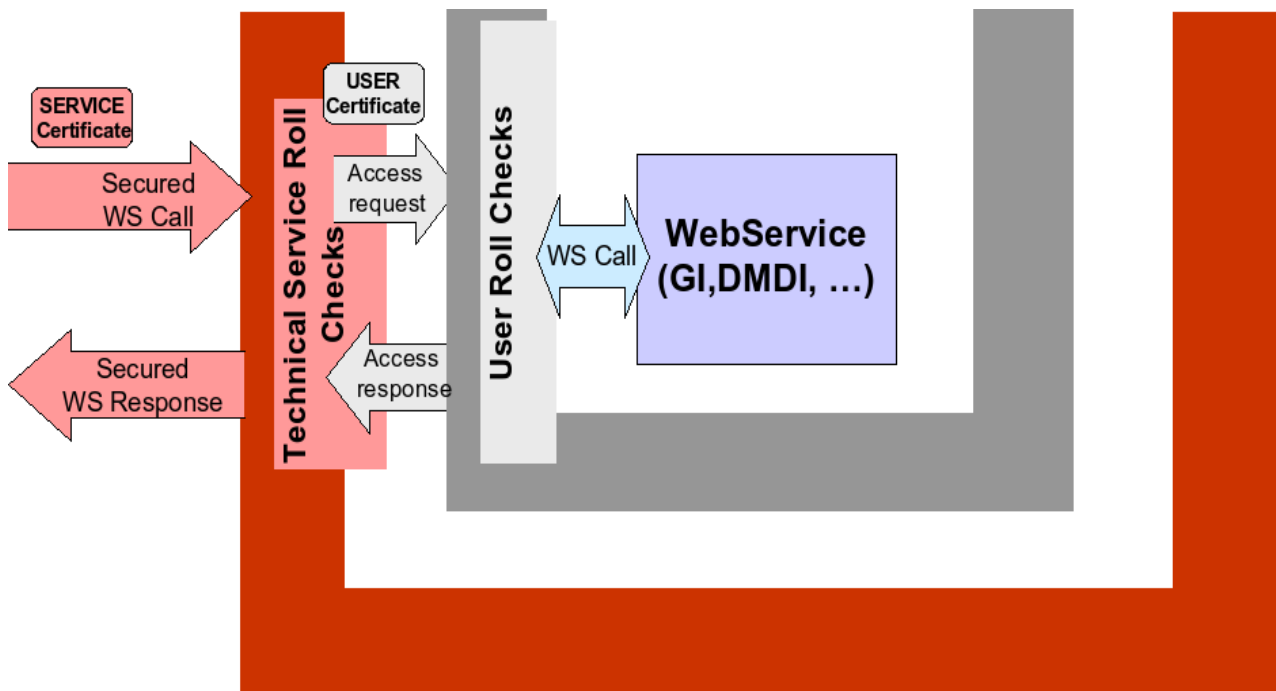 SERVICE
Certificate
USER
Certificate
Secured
WS Call
Technical Service Roll
Checks
Access
request
User Roll Checks
WS Call
WebService
(GI,DMDI, …)
Access
response
Secured
WS Response